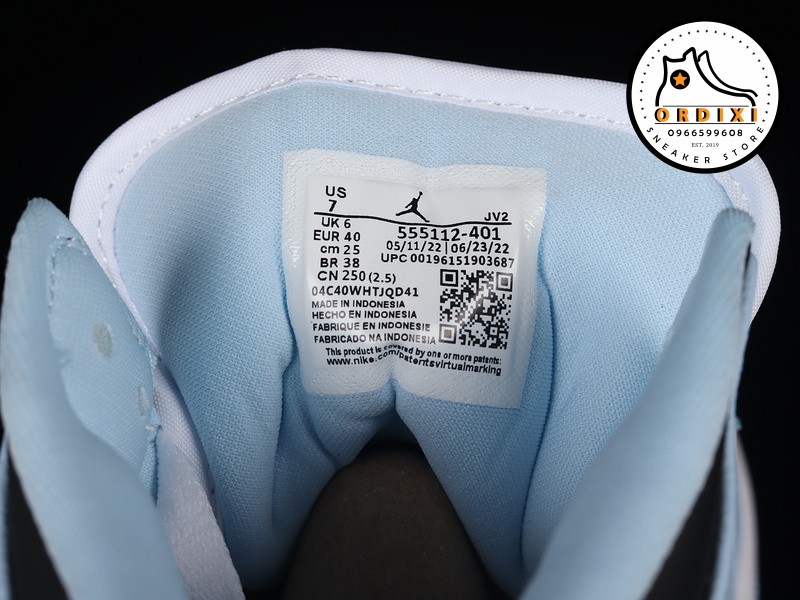 US
7
JV2
UK 6
555112-401
EUR 40
05/11/22 | 06/23/22
cm 25
UPC 00196151903687
BR 38
CN 250 (2.5)
04C40WHTJQD41
MADE IN INDONESIA
HECHO EN INDONESIA
FABRIQUE EN INDONESIE
FABRICADO NA INDONESIA
This product is covered by one or more patents:
www.nike.com/patentsvirtualmarking
ORDIXI
0966599608
EST. 2019
SNEAKER STORE